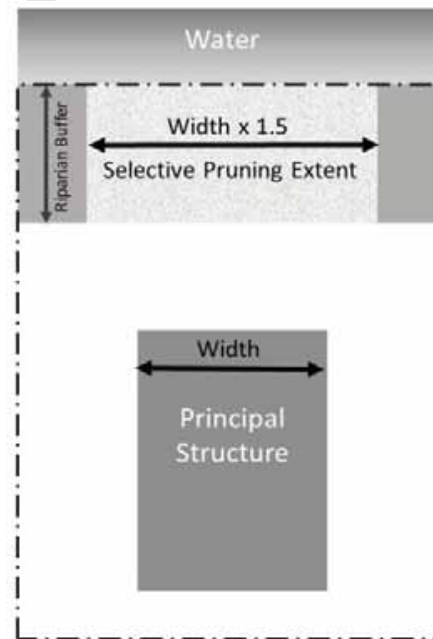 Water
Riparian Buffer
Width x 1.5
Selective Pruning Extent
Width
Principal
Structure